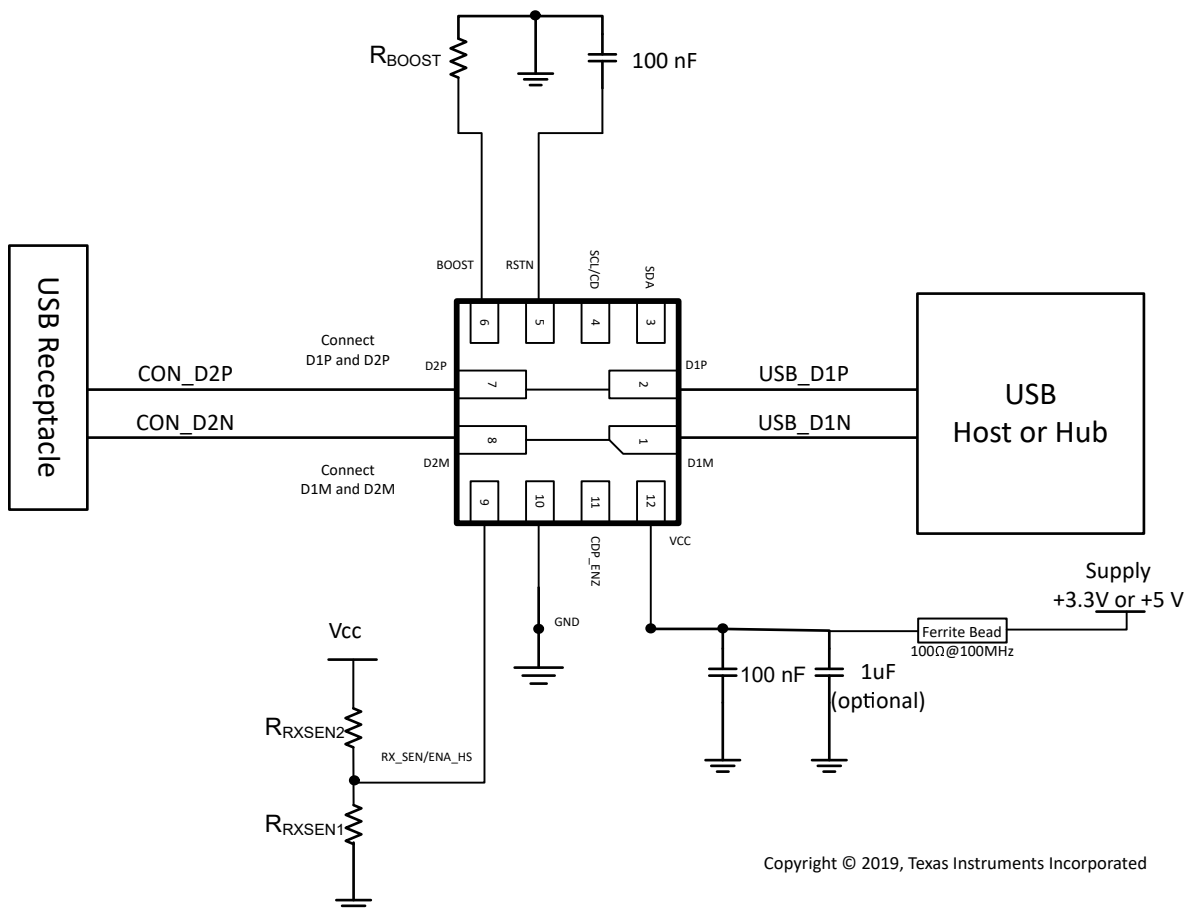 R_BOOST
100 nF
USB Receptacle
BOOST
RSTN
SCL/CD
SDA
6
5
4
3
Connect
D1P and D2P
D2P
D1P
CON_D2P
7
2
USB_D1P
USB
Host or Hub
CON_D2N
8
1
USB_D1N
D2M
D1M
Connect
D1M and D2M
9
10
11
12
CDP_ENZ
VCC
GND
Supply
+3.3V or +5 V
Ferrite Bead
100Ω@100MHz
Vcc
100 nF
1uF
(optional)
R_RXSEN2
RX_SEN/ENA_HS
R_RXSEN1
Copyright © 2019, Texas Instruments Incorporated